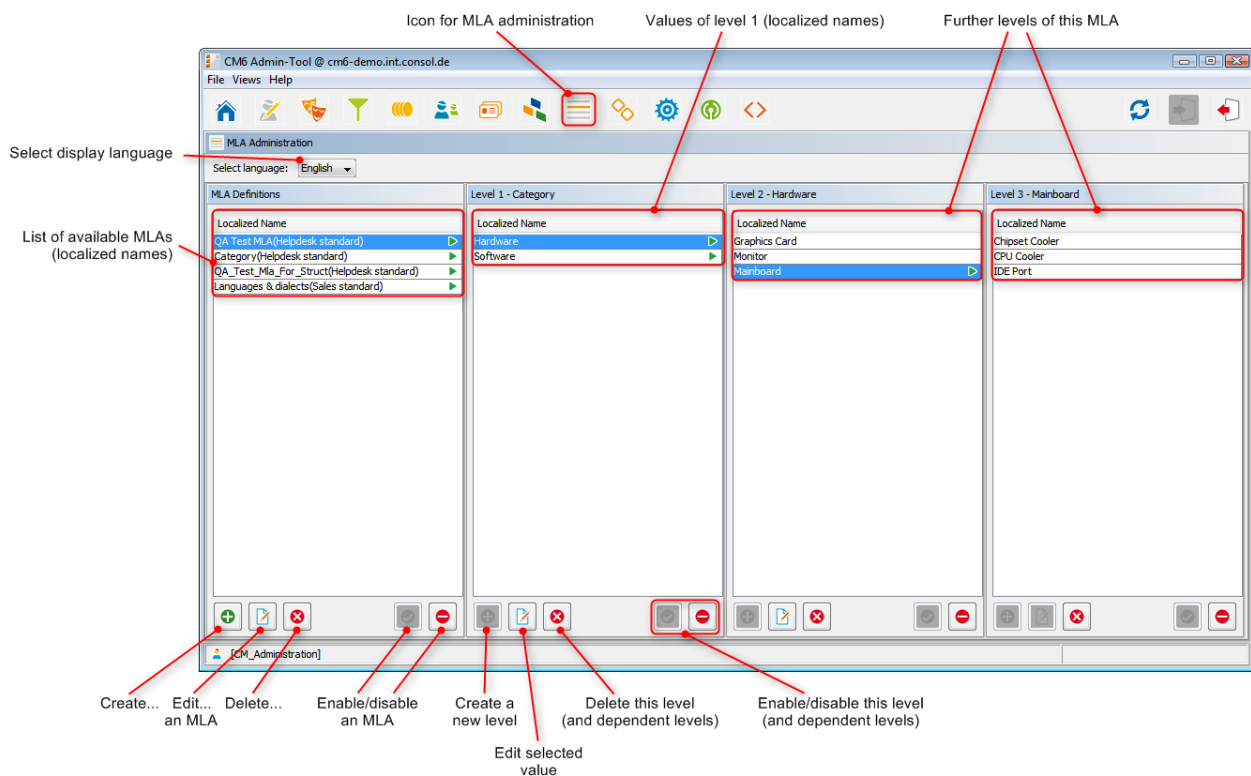 Icon for MLA administration
Values of level 1 (localized names)
Further levels of this MLA
CM6 Admin-Tool @ cm6-demo.int.consol.de
File Views Help
MLA Administration
Select display language
Select language: English
MLA Definitions
Level 1 - Category
Level 2 - Hardware
Level 3 - Mainboard
List of available MLAs
(localized names)
Localized Name
QA Test MLA(Helpdesk standard)
Category(Helpdesk standard)
QA_Test_Mla_For_Struct(Helpdesk standard)
Languages & dialects(Sales standard)
Localized Name
Hardware
Software
Localized Name
Graphics Card
Monitor
Mainboard
Localized Name
Chipset Cooler
CPU Cooler
IDE Port
[CM_Administration]
Create... Edit... Delete...
an MLA
Enable/disable
an MLA
Create a
new level
Edit selected
value
Delete this level
(and dependent levels)
Enable/disable this level
(and dependent levels)